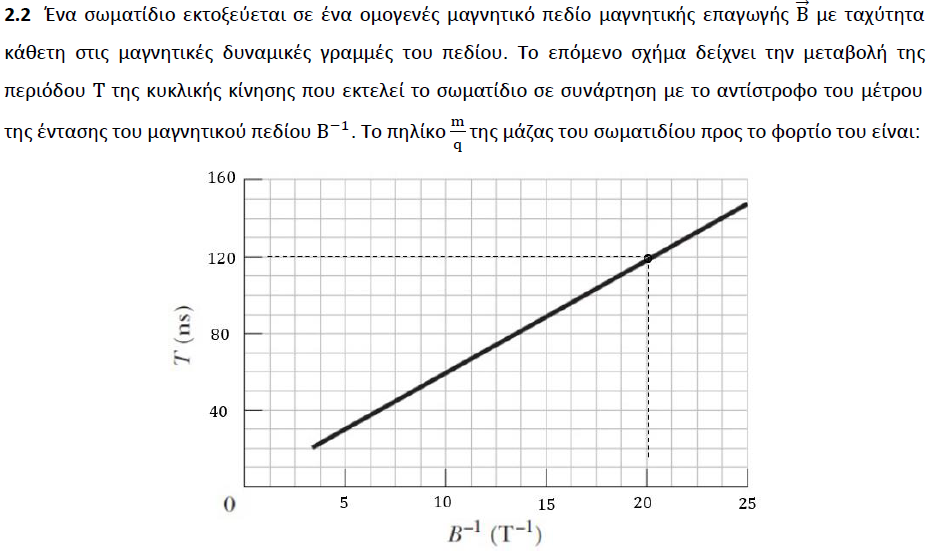 2.2 Ένα σωματίδιο εκτοξεύεται σε ένα ομογενές μαγνητικό πεδίο μαγνητικής επαγωγής B⃗ με ταχύτητα
κάθετη στις μαγνητικές δυναμικές γραμμές του πεδίου. Το επόμενο σχήμα δείχνει την μεταβολή της
περιόδου T της κυκλικής κίνησης που εκτελεί το σωματίδιο σε συνάρτηση με το αντίστροφο του μέτρου
της έντασης του μαγνητικού πεδίου B⁻¹. Το πηλίκο m/q της μάζας του σωματιδίου προς το φορτίο του είναι:
160
120
80
40
T (ns)
0 5 10 15 20 25
B⁻¹ (T⁻¹)